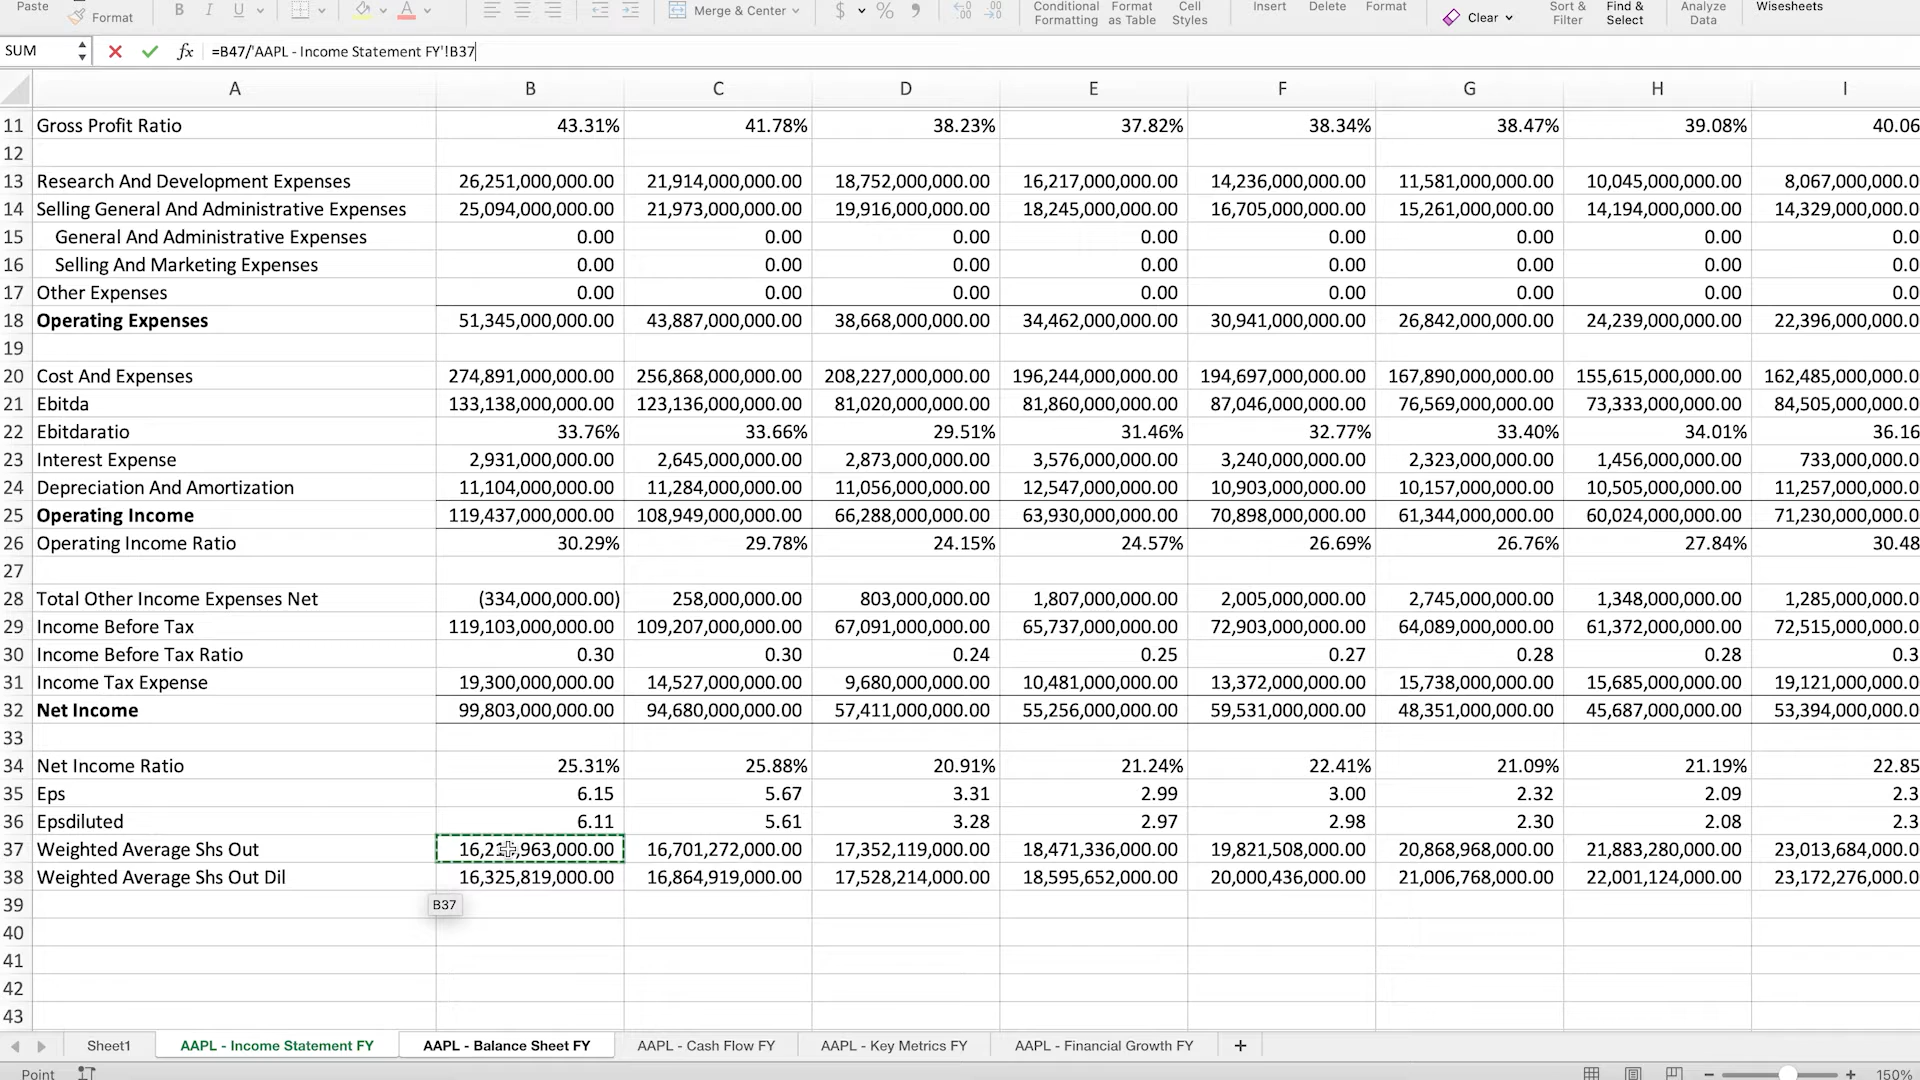 Paste
Format
B I U
Merge & Center
$ % 9
Conditional Formatting
Format as Table
Cell Styles
Insert
Delete
Format
Clear
Sort & Filter
Find & Select
Analyze Data
Wisesheets
SUM
fx =B47/'AAPL - Income Statement FY'!B37
A B C D E F G H I
11 Gross Profit Ratio 43.31% 41.78% 38.23% 37.82% 38.34% 38.47% 39.08% 40.06
12
13 Research And Development Expenses 26,251,000,000.00 21,914,000,000.00 18,752,000,000.00 16,217,000,000.00 14,236,000,000.00 11,581,000,000.00 10,045,000,000.00 8,067,000,000.0
14 Selling General And Administrative Expenses 25,094,000,000.00 21,973,000,000.00 19,916,000,000.00 18,245,000,000.00 16,705,000,000.00 15,261,000,000.00 14,194,000,000.00 14,329,000,000.0
15 General And Administrative Expenses 0.00 0.00 0.00 0.00 0.00 0.00 0.00 0.0
16 Selling And Marketing Expenses 0.00 0.00 0.00 0.00 0.00 0.00 0.00 0.0
17 Other Expenses 0.00 0.00 0.00 0.00 0.00 0.00 0.00 0.0
18 Operating Expenses 51,345,000,000.00 43,887,000,000.00 38,668,000,000.00 34,462,000,000.00 30,941,000,000.00 26,842,000,000.00 24,239,000,000.00 22,396,000,000.0
19
20 Cost And Expenses 274,891,000,000.00 256,868,000,000.00 208,227,000,000.00 196,244,000,000.00 194,697,000,000.00 167,890,000,000.00 155,615,000,000.00 162,485,000,000.0
21 Ebitda 133,138,000,000.00 123,136,000,000.00 81,020,000,000.00 81,860,000,000.00 87,046,000,000.00 76,569,000,000.00 73,333,000,000.00 84,505,000,000.0
22 Ebitdaratio 33.76% 33.66% 29.51% 31.46% 32.77% 33.40% 34.01% 36.16
23 Interest Expense 2,931,000,000.00 2,645,000,000.00 2,873,000,000.00 3,576,000,000.00 3,240,000,000.00 2,323,000,000.00 1,456,000,000.00 733,000,000.0
24 Depreciation And Amortization 11,104,000,000.00 11,284,000,000.00 11,056,000,000.00 12,547,000,000.00 10,903,000,000.00 10,157,000,000.00 10,505,000,000.00 11,257,000,000.0
25 Operating Income 119,437,000,000.00 108,949,000,000.00 66,288,000,000.00 63,930,000,000.00 70,898,000,000.00 61,344,000,000.00 60,024,000,000.00 71,230,000,000.0
26 Operating Income Ratio 30.29% 29.78% 24.15% 24.57% 26.69% 26.76% 27.84% 30.48
27
28 Total Other Income Expenses Net (334,000,000.00) 258,000,000.00 803,000,000.00 1,807,000,000.00 2,005,000,000.00 2,745,000,000.00 1,348,000,000.00 1,285,000,000.0
29 Income Before Tax 119,103,000,000.00 109,207,000,000.00 67,091,000,000.00 65,737,000,000.00 72,903,000,000.00 64,089,000,000.00 61,372,000,000.00 72,515,000,000.0
30 Income Before Tax Ratio 0.30 0.30 0.24 0.25 0.27 0.28 0.28 0.3
31 Income Tax Expense 19,300,000,000.00 14,527,000,000.00 9,680,000,000.00 10,481,000,000.00 13,372,000,000.00 15,738,000,000.00 15,685,000,000.00 19,121,000,000.0
32 Net Income 99,803,000,000.00 94,680,000,000.00 57,411,000,000.00 55,256,000,000.00 59,531,000,000.00 48,351,000,000.00 45,687,000,000.00 53,394,000,000.0
33
34 Net Income Ratio 25.31% 25.88% 20.91% 21.24% 22.41% 21.09% 21.19% 22.85
35 Eps 6.15 5.67 3.31 2.99 3.00 2.32 2.09 2.3
36 Epsdiluted 6.11 5.61 3.28 2.97 2.98 2.30 2.08 2.3
37 Weighted Average Shs Out 16,701,272,000.00 17,352,119,000.00 18,471,336,000.00 19,821,508,000.00 20,868,968,000.00 21,883,280,000.00 23,013,684,000.0
38 Weighted Average Shs Out Dil 16,325,819,000.00 16,864,919,000.00 17,528,214,000.00 18,595,652,000.00 20,000,436,000.00 21,006,768,000.00 22,001,124,000.00 23,172,276,000.0
39 B37
40
41
42
43
Sheet1 AAPL - Income Statement FY AAPL - Balance Sheet FY AAPL - Cash Flow FY AAPL - Key Metrics FY AAPL - Financial Growth FY +
Point 150%